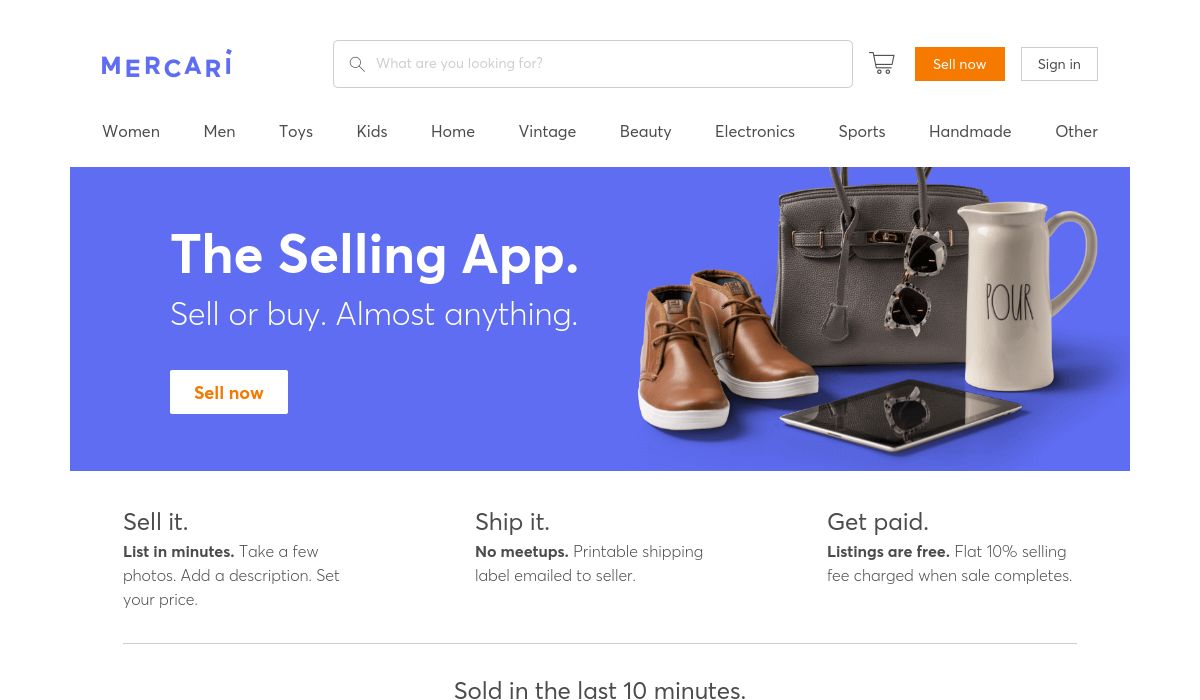 MERCARI
What are you looking for?
Sell now
Sign in
Women Men Toys Kids Home Vintage Beauty Electronics Sports Handmade Other
The Selling App.
Sell or buy. Almost anything.
Sell now
POUR
Sell it.
List in minutes. Take a few
photos. Add a description. Set
your price.
Ship it.
No meetups. Printable shipping
label emailed to seller.
Get paid.
Listings are free. Flat 10% selling
fee charged when sale completes.
Sold in the last 10 minutes.